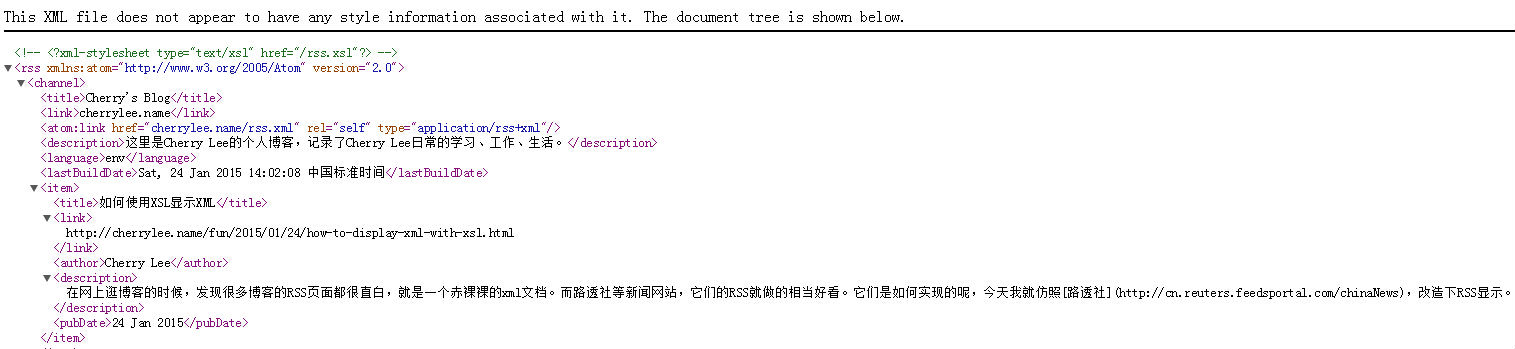 This XML file does not appear to have any style information associated with it. The document tree is shown below.
<!-- <?xml-stylesheet type="text/xsl" href="/rss.xsl"?> -->
▼<rss xmlns:atom="http://www.w3.org/2005/Atom" version="2.0">
▼<channel>
<title>Cherry's Blog</title>
<link>cherrylee.name</link>
<atom:link href="cherrylee.name/rss.xml" rel="self" type="application/rss+xml"/>
<description>这里是Cherry Lee的个人博客，记录了Cherry Lee日常的学习、工作、生活。</description>
<language>env</language>
<lastBuildDate>Sat, 24 Jan 2015 14:02:08 中国标准时间</lastBuildDate>
▼<item>
<title>如何使用XSL显示XML</title>
▼<link>
http://cherrylee.name/fun/2015/01/24/how-to-display-xml-with-xsl.html
</link>
<author>Cherry Lee</author>
▼<description>
在网上逛博客的时候，发现很多博客的RSS页面都很直白，就是一个赤裸裸的xml文档。而路透社等新闻网站，它们的RSS就做的相当好看。它们是如何实现的呢，今天我就仿照[路透社](http://cn.reuters.feedsportal.com/chinaNews)，改造下RSS显示。
</description>
<pubDate>24 Jan 2015</pubDate>
</item>